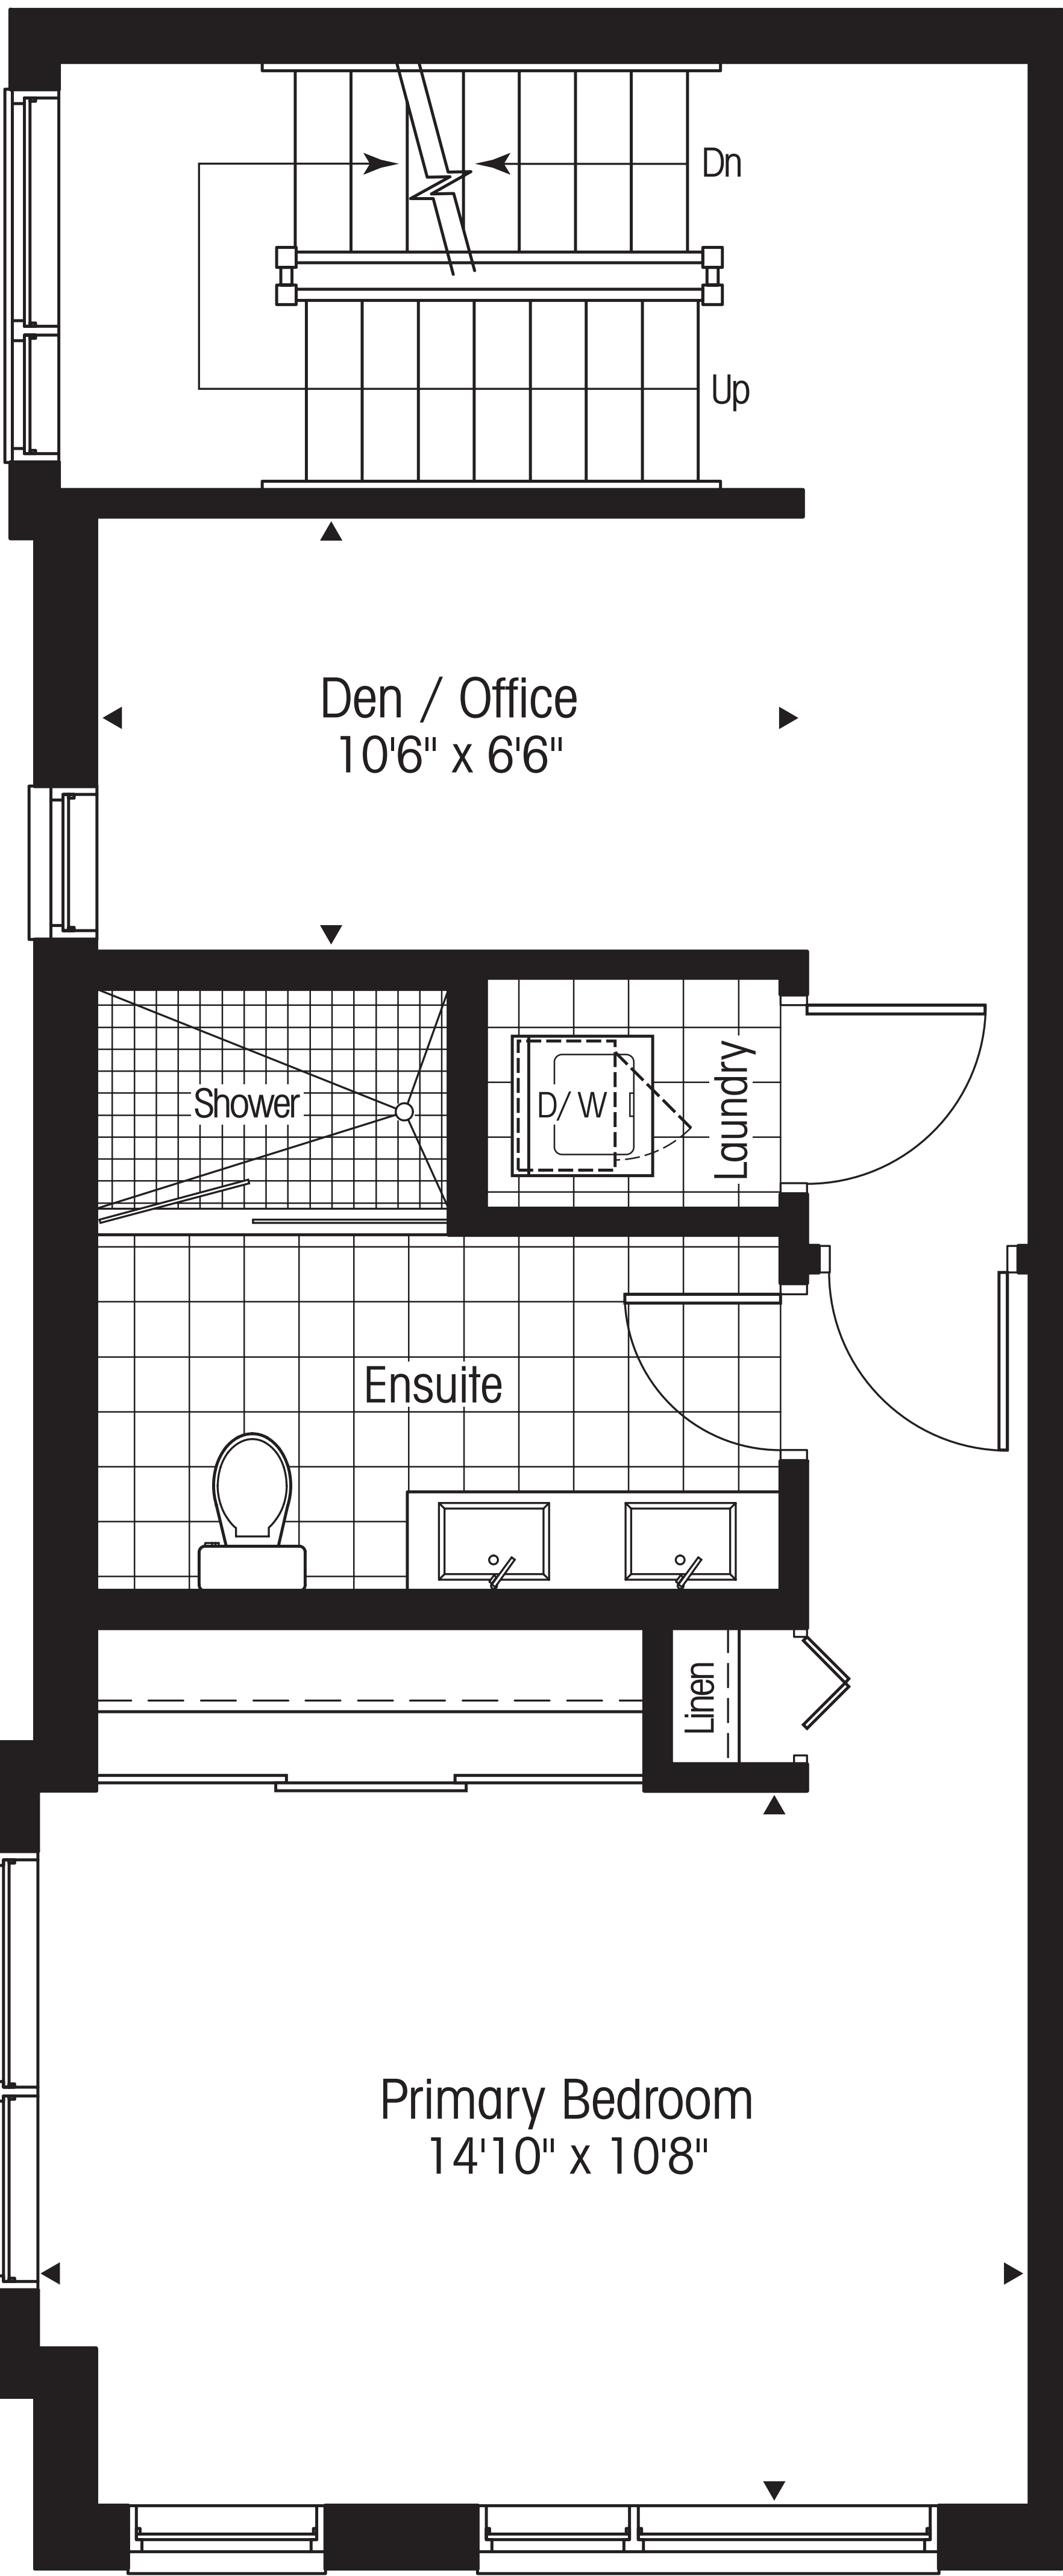 Dn
Up
Den / Office
10'6" x 6'6"
Shower
D/W
Laundry
Ensuite
Linen
Primary Bedroom
14'10" x 10'8"